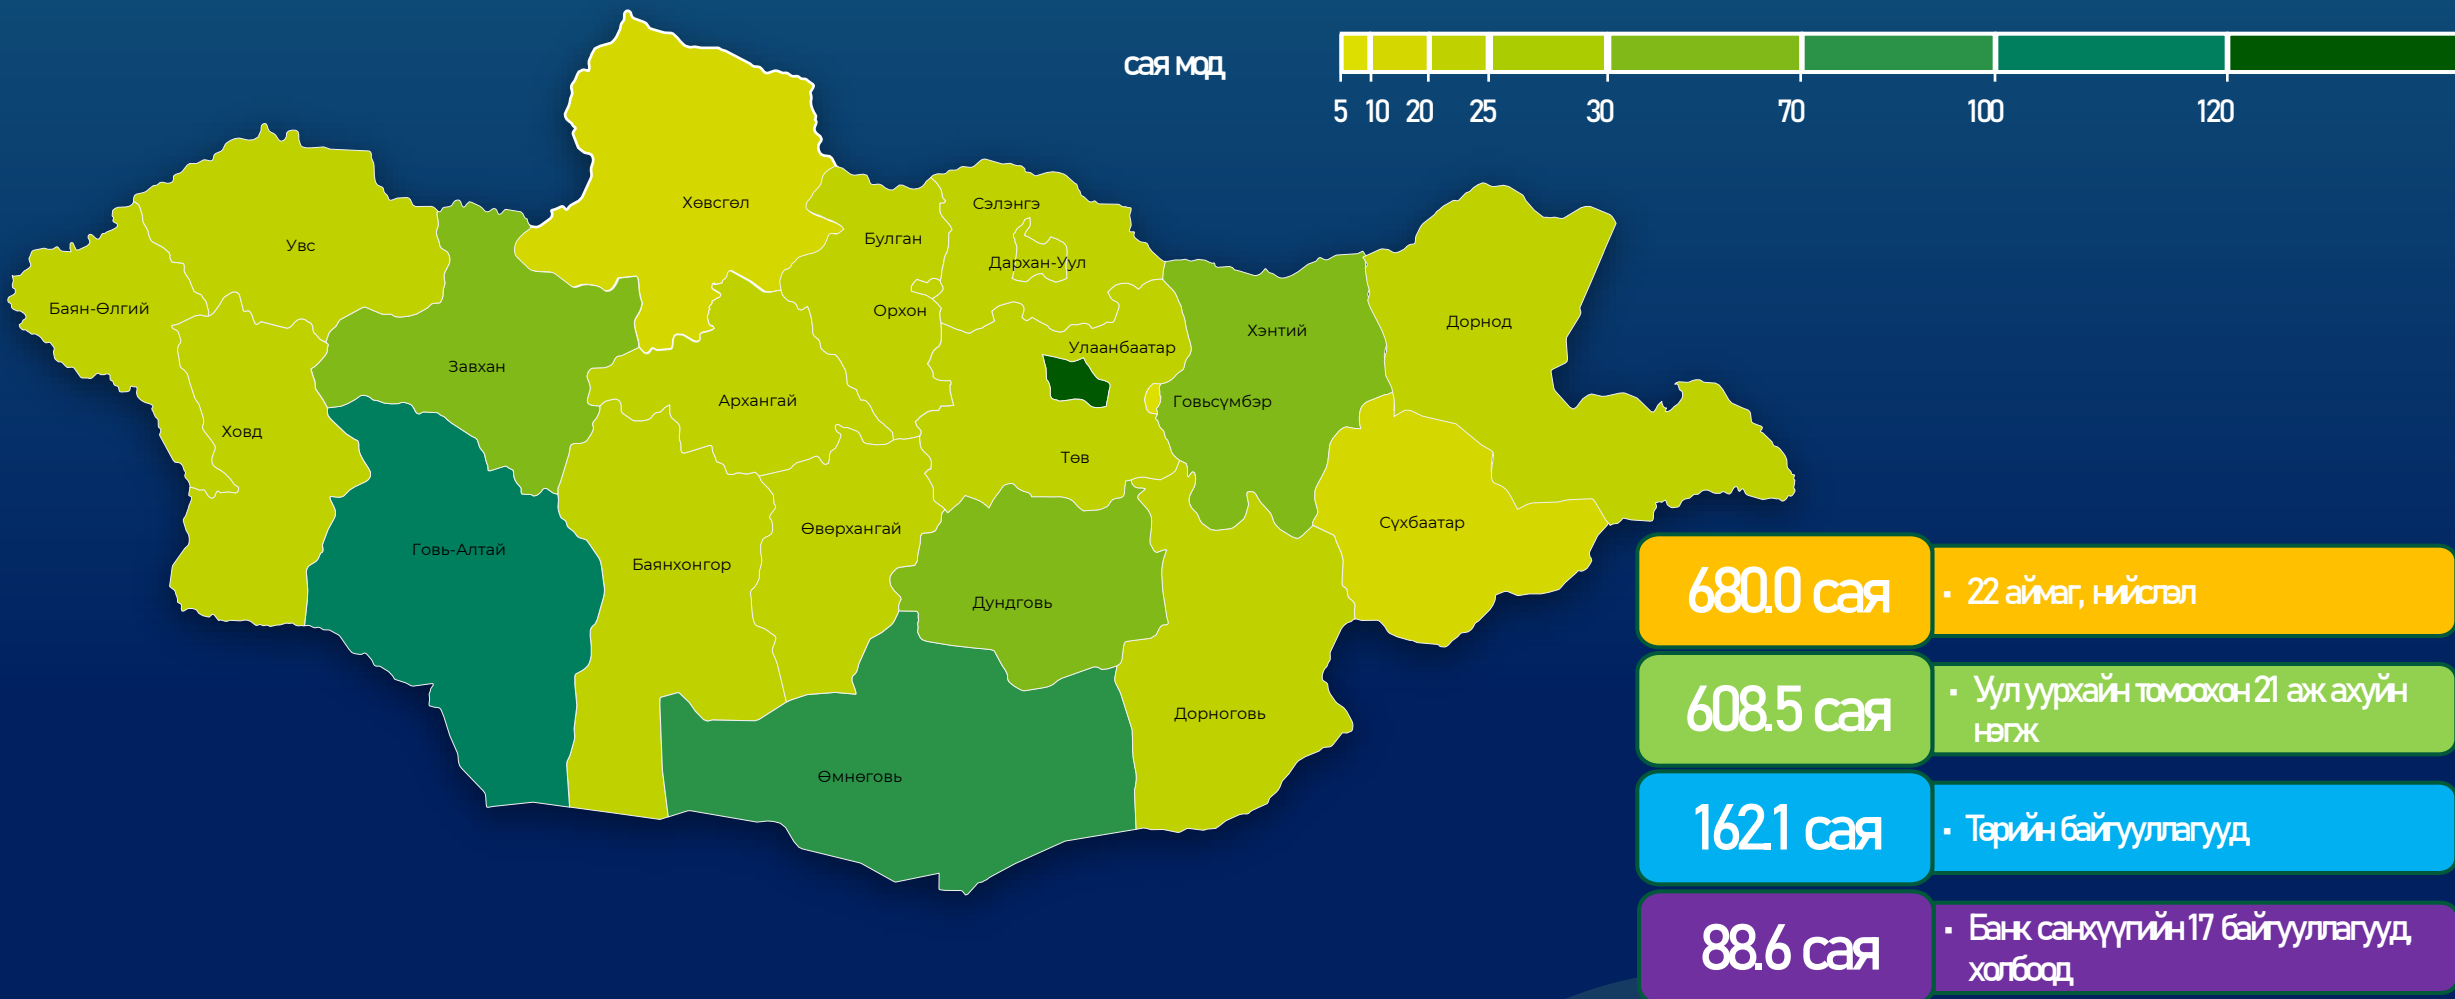 сая мод
5 10 20 25 30 70 100 120
Хөвсгөл
Сэлэнгэ
Булган
Увс
Дархан-Уул
Баян-Өлгий
Орхон
Дорнод
Хэнтий
Улаанбаатар
Завхан
Архангай
Говьсүмбэр
Ховд
Төв
Сүхбаатар
Өвөрхангай
Говь-Алтай
Баянхонгор
Дундговь
Дорноговь
Өмнөговь
680.0 сая
▪ 22 аймаг, нийслэл
608.5 сая
▪ Уул уурхайн томоохон 21 аж ахуйн
нэгж
162.1 сая
▪ Төрийн байгууллагууд
88.6 сая
▪ Банк санхүүгийн 17 байгууллагууд,
холбоод